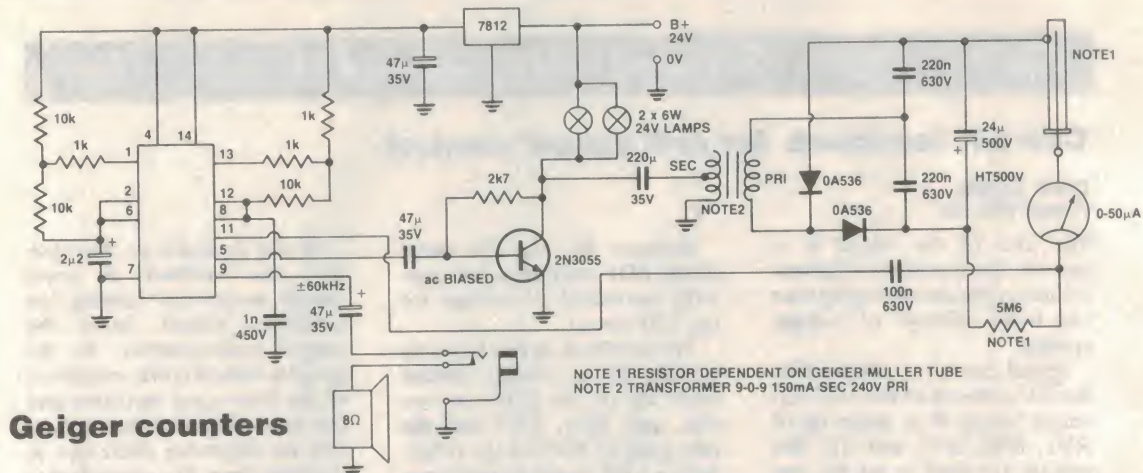 7812
B+
24V
0V
47μ
35V
NOTE1
220n
630V
10k
1k
2 x 6W
24V LAMPS
24μ
500V
4
14
1k
1
13
1k
220μ
35V
SEC
PRI
0A536
HT500V
2k7
10k
2
12
10k
6
8
220n
630V
NOTE2
0A536
0-50μA
11
47μ
35V
2N3055
5
2μ2
7
9
ac BIASED
±60kHz
100n
630V
47μ
35V
5M6
1n
450V
NOTE1
NOTE 1 RESISTOR DEPENDENT ON GEIGER MULLER TUBE
NOTE 2 TRANSFORMER 9-0-9 150mA SEC 240V PRI
8Ω
Geiger counters